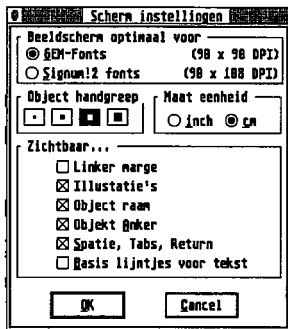 Scherm instellingen
Beeldscherm optimaal voor
GEM-Fonts (90 x 90 DPI)
Signum!2 fonts (90 x 108 DPI)
Object handgreep
Maat eenheid
inch cm
Zichtbaar...
Linker marge
Illustatie's
Object raam
Objekt Anker
Spatie, Tabs, Return
Basis lijntjes voor tekst
OK Cancel